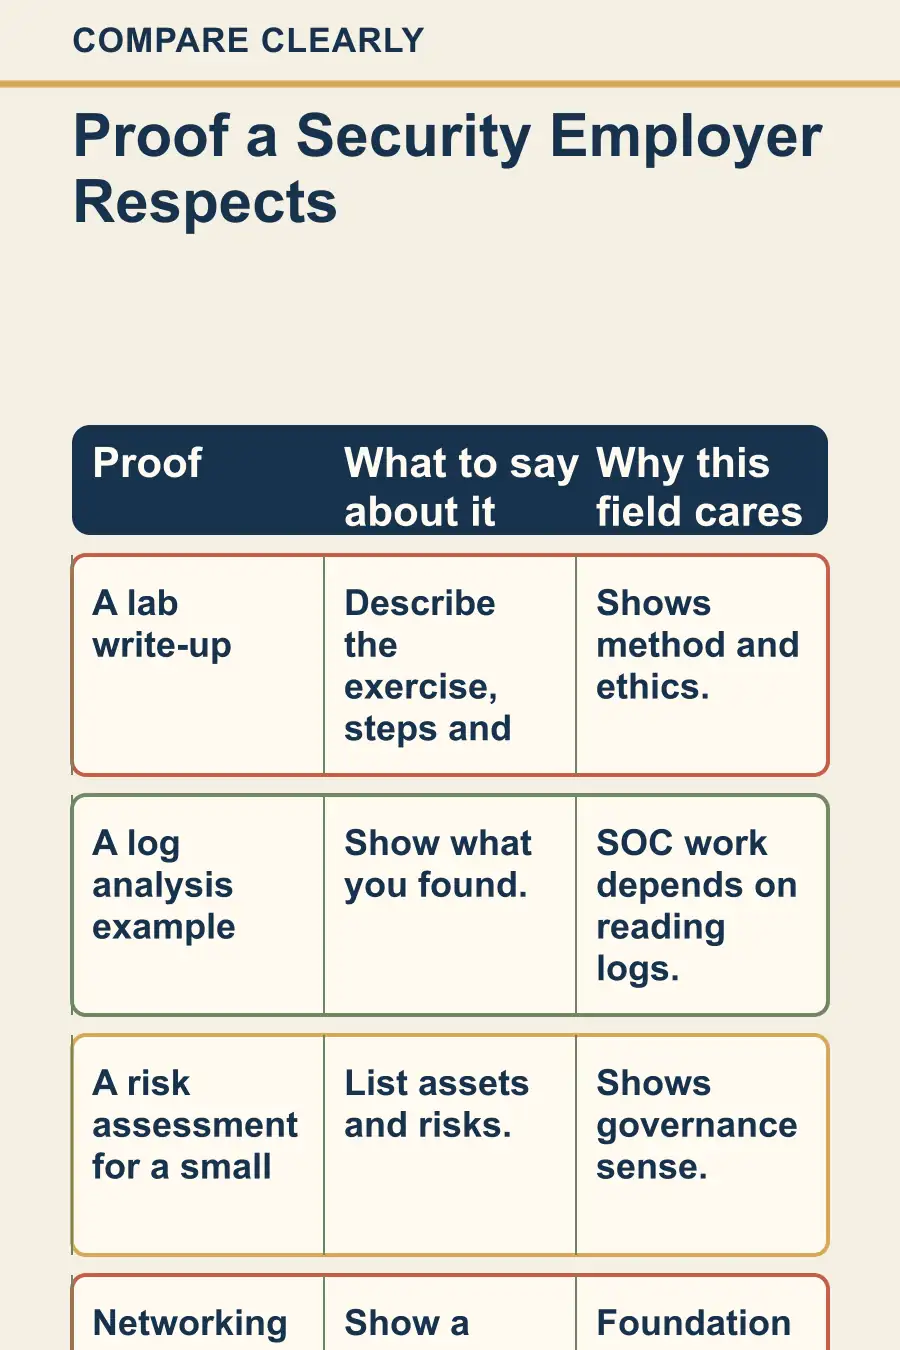 COMPARE CLEARLY
Proof a Security Employer
Respects
Proof
What to say
about it
Why this
field cares
A lab
write-up
Describe
the
exercise,
steps and
Shows
method and
ethics.
A log
analysis
example
Show what
you found.
SOC work
depends on
reading
logs.
A risk
assessment
for a small
List assets
and risks.
Shows
governance
sense.
Networking
Show a
Foundation